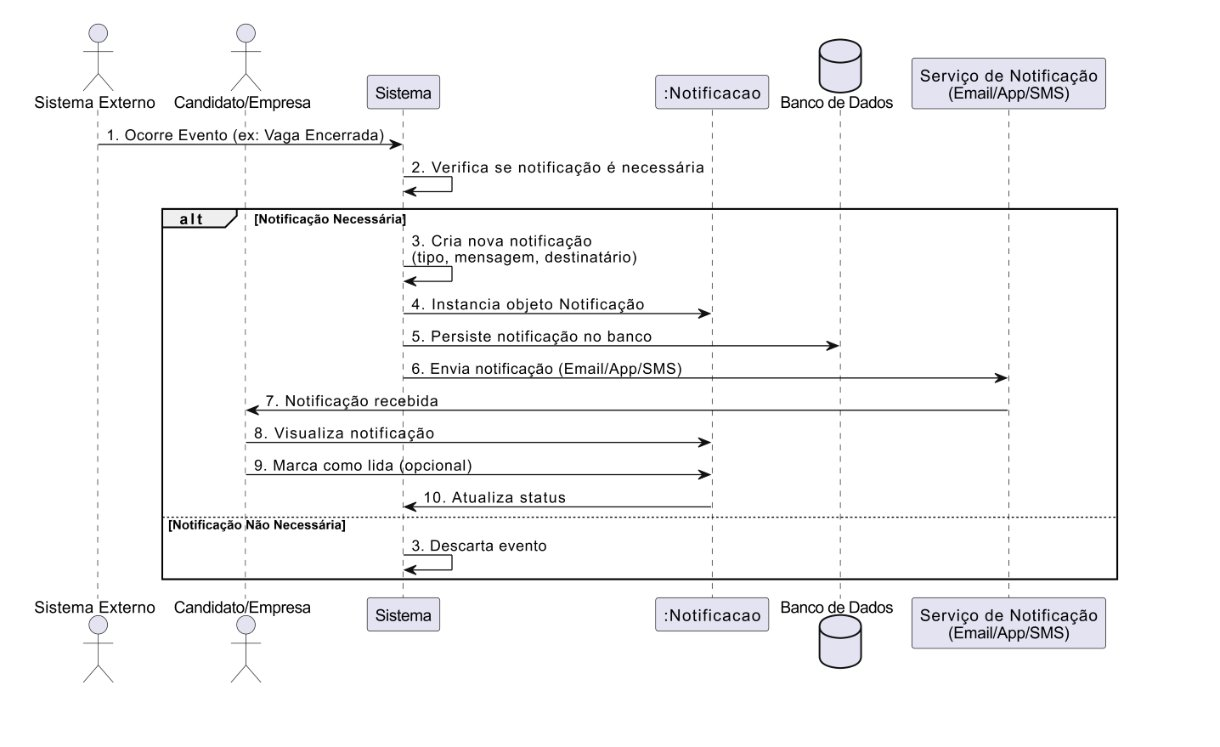 Sistema Externo
Candidato/Empresa
Sistema
:Notificacao
Banco de Dados
Serviço de Notificação
(Email/App/SMS)
1. Ocorre Evento (ex: Vaga Encerrada)
2. Verifica se notificação é necessária
alt
[Notificação Necessária]
3. Cria nova notificação
(tipo, mensagem, destinatário)
4. Instancia objeto Notificação
5. Persiste notificação no banco
6. Envia notificação (Email/App/SMS)
7. Notificação recebida
8. Visualiza notificação
9. Marca como lida (opcional)
10. Atualiza status
[Notificação Não Necessária]
3. Descarta evento
Sistema Externo
Candidato/Empresa
Sistema
:Notificacao
Banco de Dados
Serviço de Notificação
(Email/App/SMS)